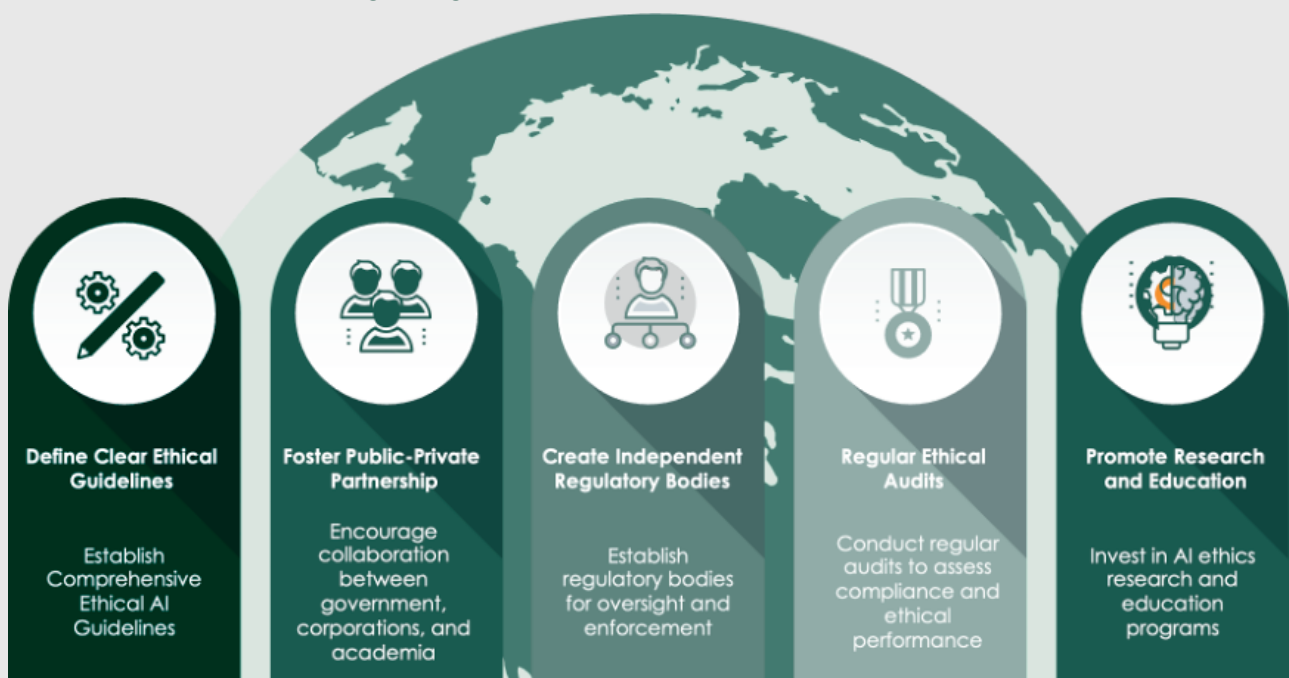 Define Clear Ethical
Guidelines
Establish
Comprehensive
Ethical AI
Guidelines
Foster Public-Private
Partnership
Encourage
collaboration
between
government,
corporations, and
academia
Create Independent
Regulatory Bodies
Establish
regulatory bodies
for oversight and
enforcement
Regular Ethical
Audits
Conduct regular
audits to assess
compliance and
ethical
performance
Promote Research
and Education
Invest in AI ethics
research and
education
programs